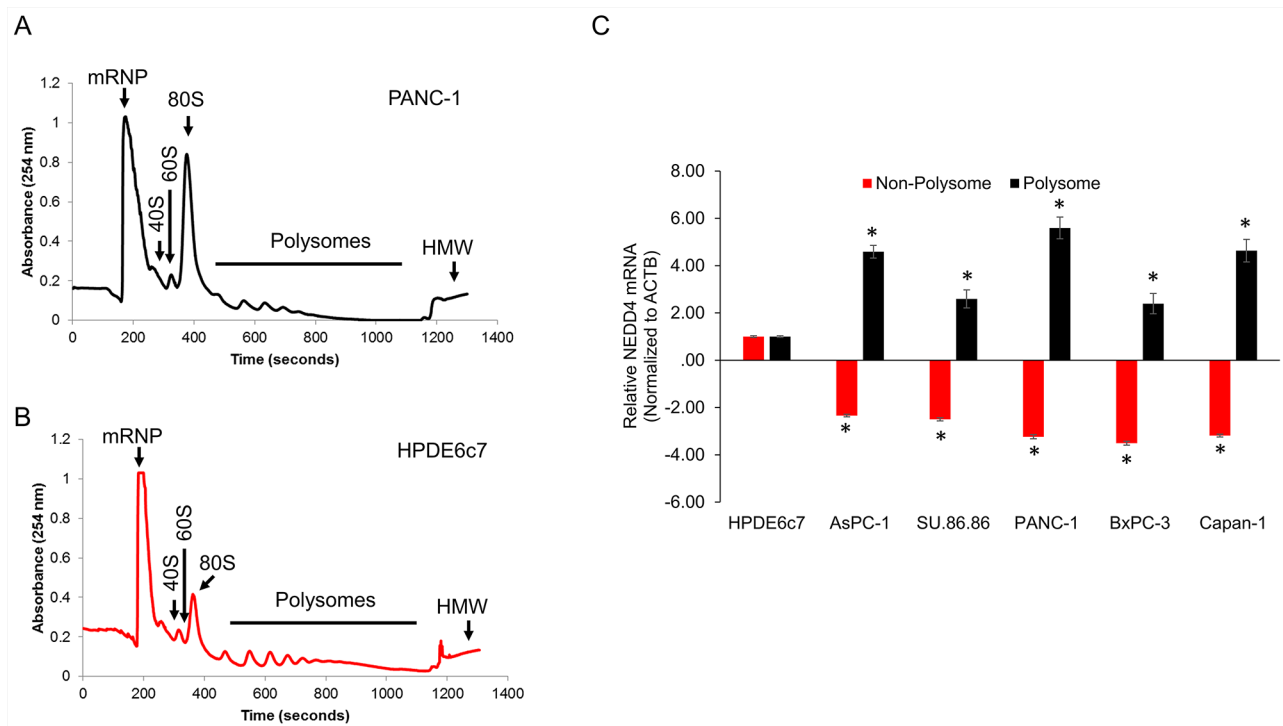 A
mRNP
PANC-1
80S
60S
40S
Polysomes
HMW
Absorbance (254 nm)
1.2
1
0.8
0.6
0.4
0.2
0
0 200 400 600 800 1000 1200 1400
Time (seconds)
B
mRNP
HPDE6c7
60S
40S
80S
Polysomes
HMW
Absorbance (254 nm)
1.2
1
0.8
0.6
0.4
0.2
0
0 200 400 600 800 1000 1200 1400
Time (seconds)
C
Relative NEDD4 mRNA
(Normalized to ACTB)
8.00
6.00
4.00
2.00
.00
-2.00
-4.00
-6.00
Non-Polysome Polysome
* * * * *
* * * * *
HPDE6c7 AsPC-1 SU.86.86 PANC-1 BxPC-3 Capan-1